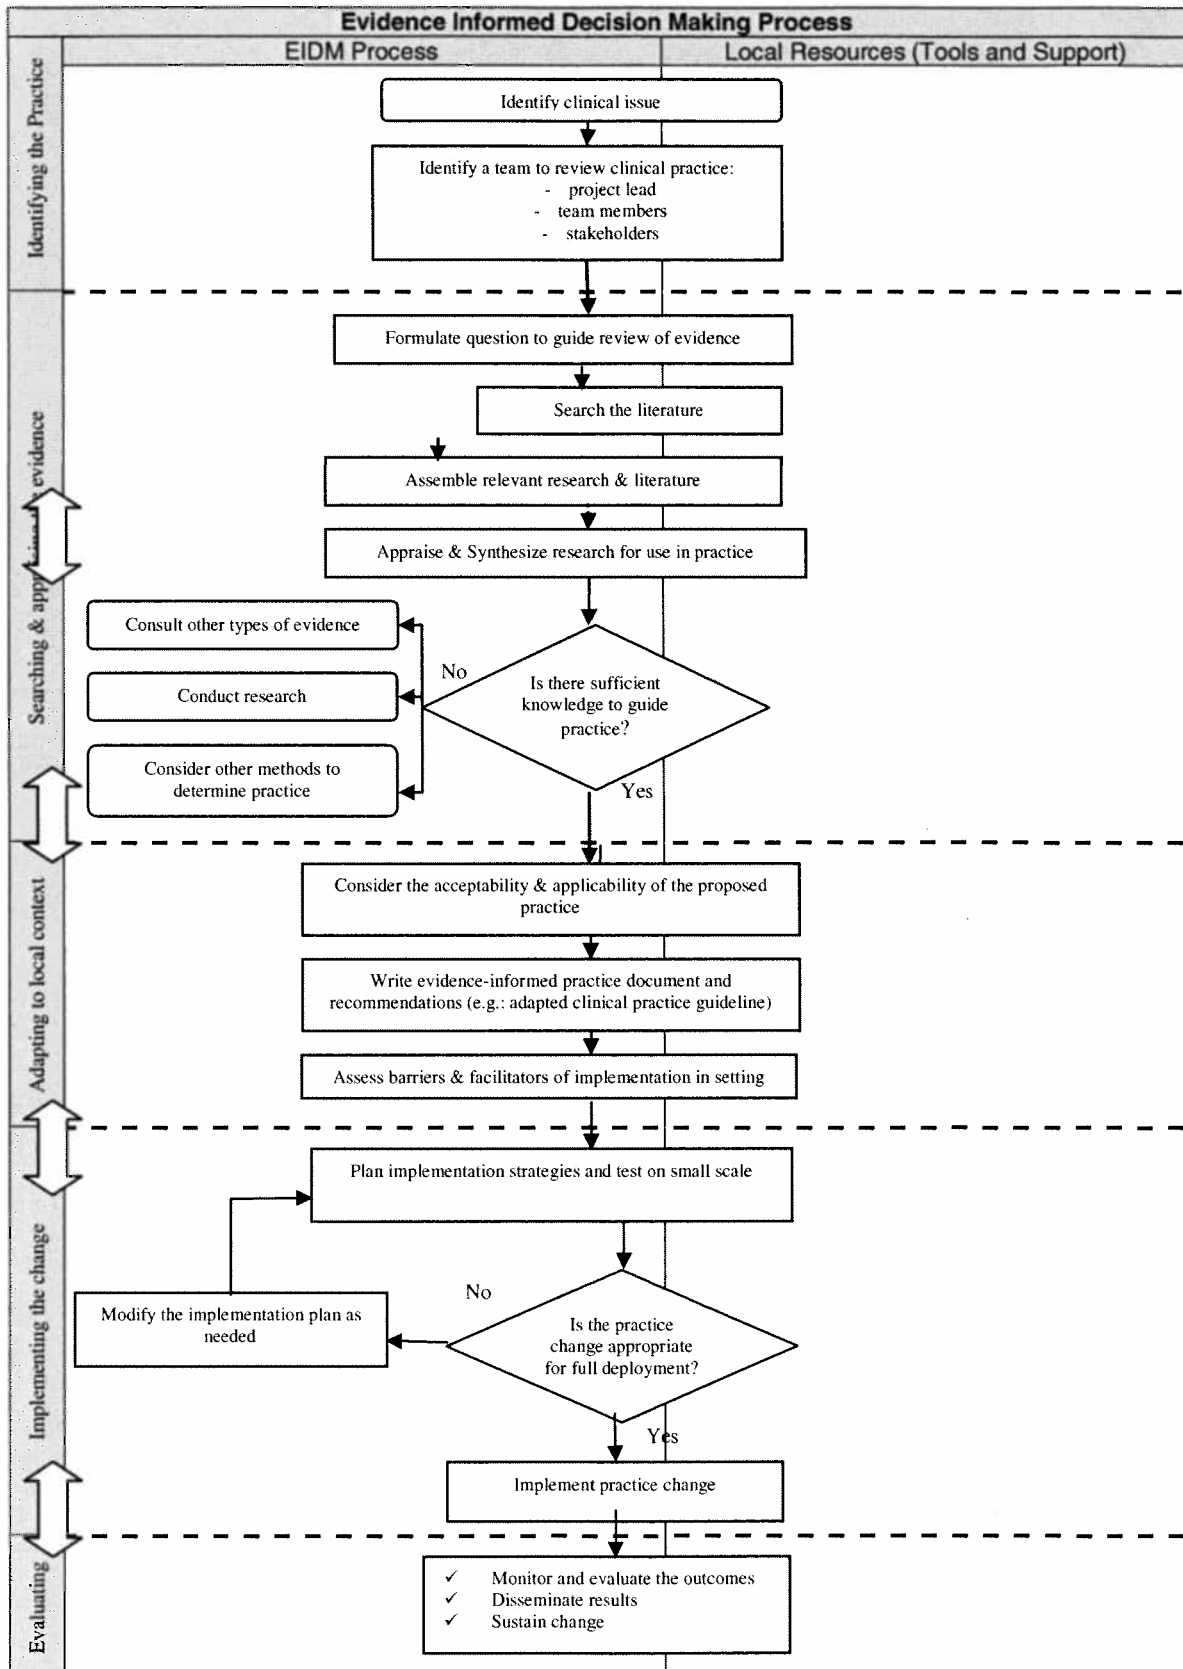 Evidence Informed Decision Making Process
EIDM Process
Local Resources (Tools and Support)
Identifying the Practice
Identify clinical issue
Identify a team to review clinical practice:
- project lead
- team members
- stakeholders
Searching & appraising the evidence
Formulate question to guide review of evidence
Search the literature
Assemble relevant research & literature
Appraise & Synthesize research for use in practice
Consult other types of evidence
Conduct research
Consider other methods to
determine practice
No
Is there sufficient
knowledge to guide
practice?
Yes
Adapting to local context
Consider the acceptability & applicability of the proposed
practice
Write evidence-informed practice document and
recommendations (e.g.: adapted clinical practice guideline)
Assess barriers & facilitators of implementation in setting
Implementing the change
Plan implementation strategies and test on small scale
No
Modify the implementation plan as
needed
Is the practice
change appropriate
for full deployment?
Yes
Implement practice change
Evaluating
✓ Monitor and evaluate the outcomes
✓ Disseminate results
✓ Sustain change